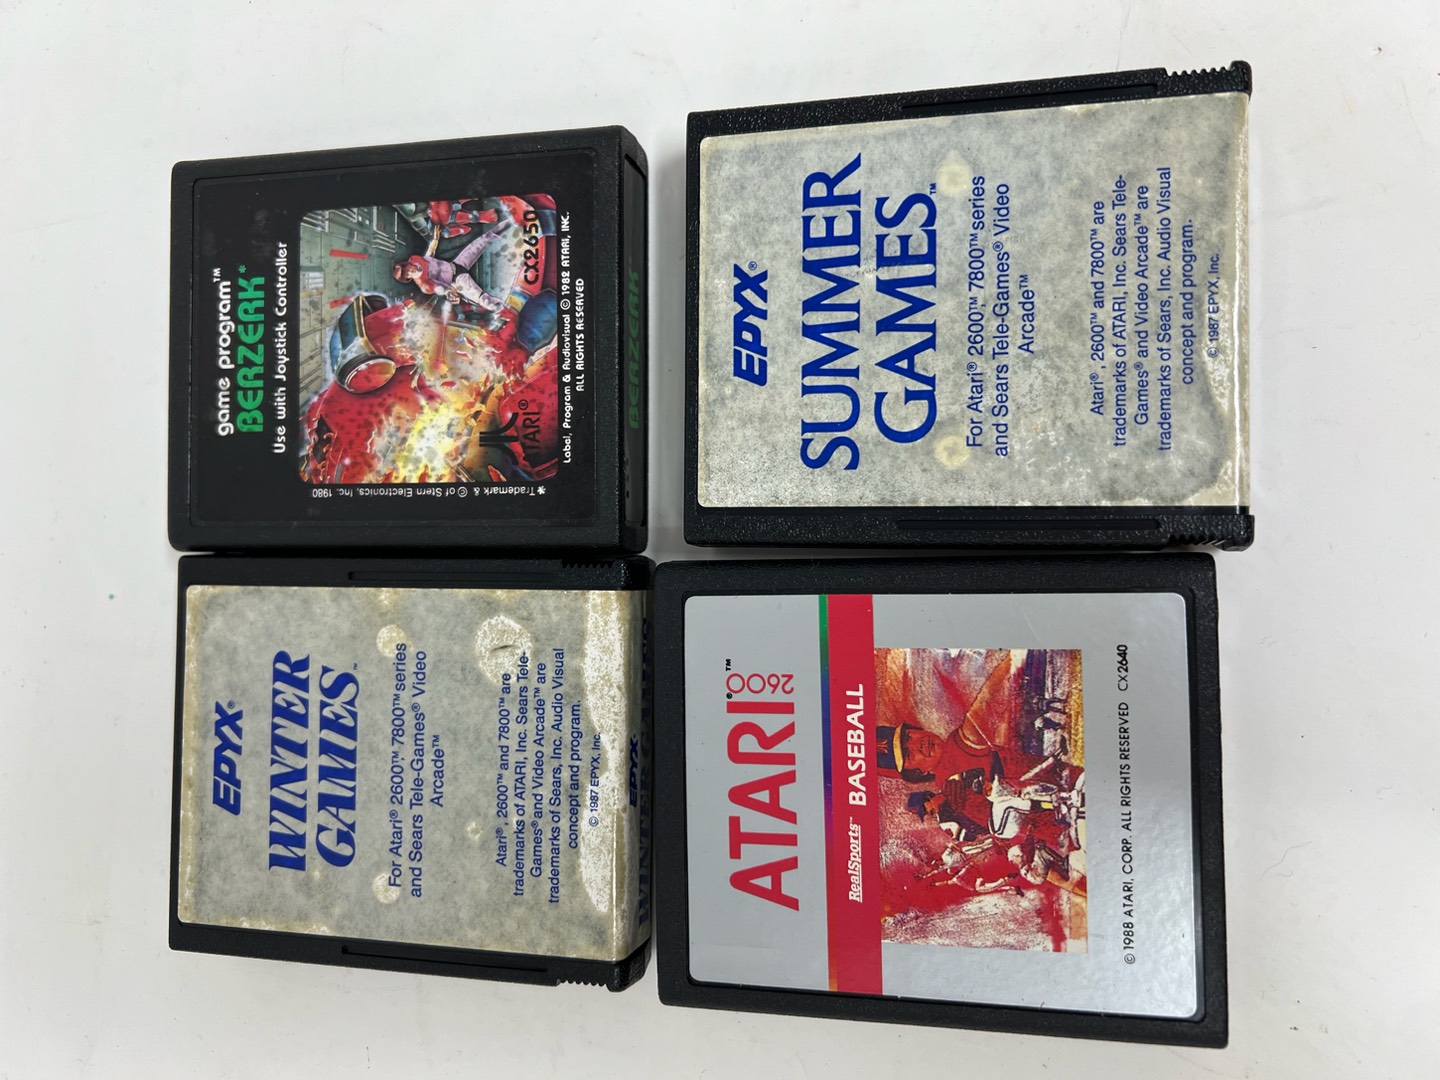 game program™
BERZERK*
Use with Joystick Controller
CX2650
ATARI®
Label, Program & Audiovisual © 1982 ATARI, INC.
ALL RIGHTS RESERVED
*Trademark & © of Stern Electronics, Inc. 1980
BERZERK
EPYX®
SUMMER
GAMES™
For Atari® 2600™, 7800™ series
and Sears Tele-Games® Video
Arcade™
Atari®, 2600™ and 7800™ are
trademarks of ATARI, Inc. Sears Tele-
Games® and Video Arcade™ are
trademarks of Sears, Inc. Audio Visual
concept and program.
© 1987 EPYX, Inc.
EPYX®
WINTER
GAMES™
For Atari® 2600™ 7800™ series
and Sears Tele-Games® Video
Arcade™
Atari®, 2600™ and 7800™ are
trademarks of ATARI, Inc. Sears Tele-
Games® and Video Arcade™ are
trademarks of Sears, Inc. Audio Visual
concept and program.
© 1987 EPYX, Inc.
EPYX
WINTER GAMES
ATARI® 2600™
RealSports™ BASEBALL
© 1988 ATARI, CORP. ALL RIGHTS RESERVED CX2640